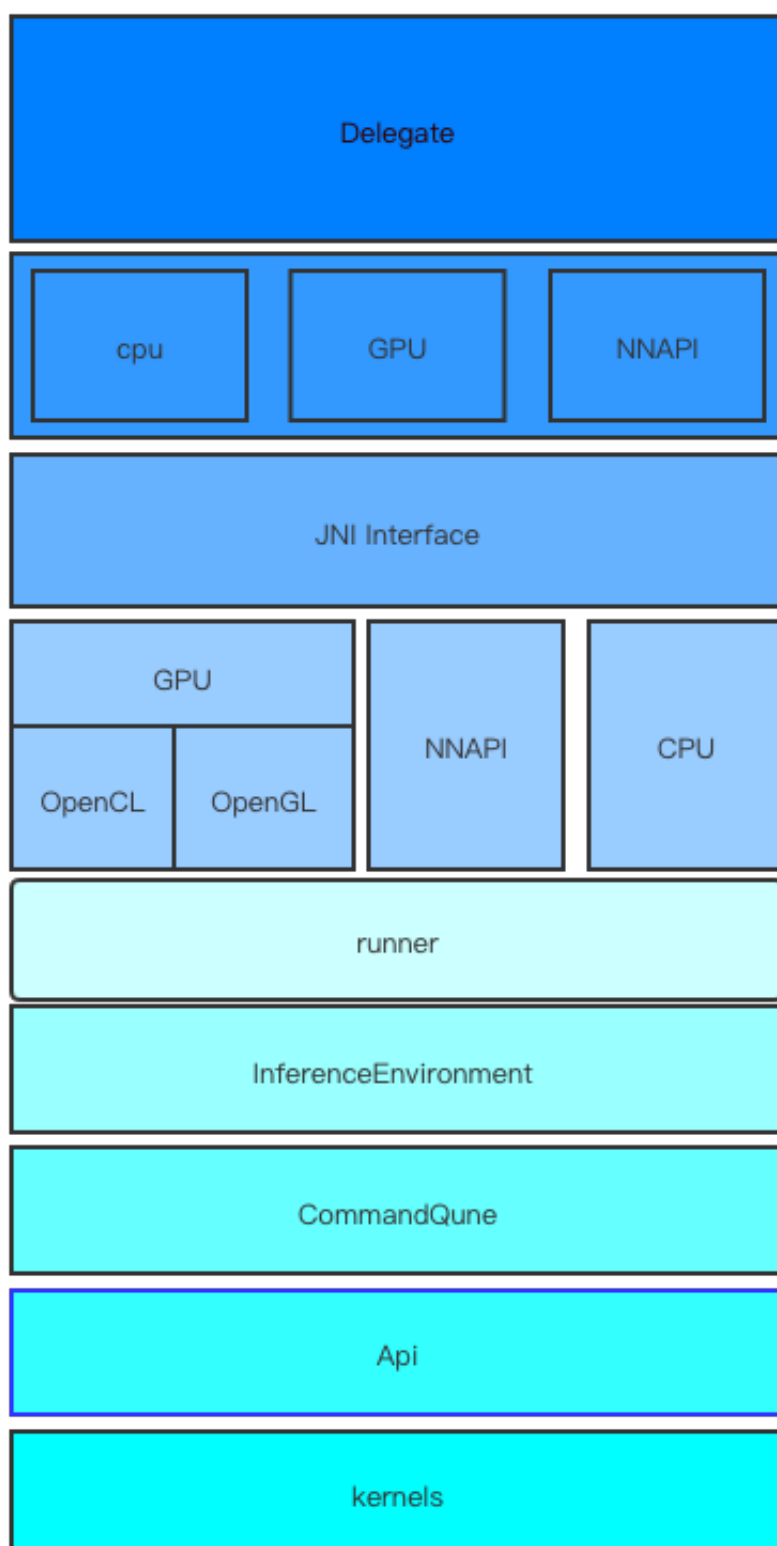 Delegate
cpu
GPU
NNAPI
JNI Interface
GPU
OpenCL
OpenGL
NNAPI
CPU
runner
InferenceEnvironment
CommandQune
Api
kernels